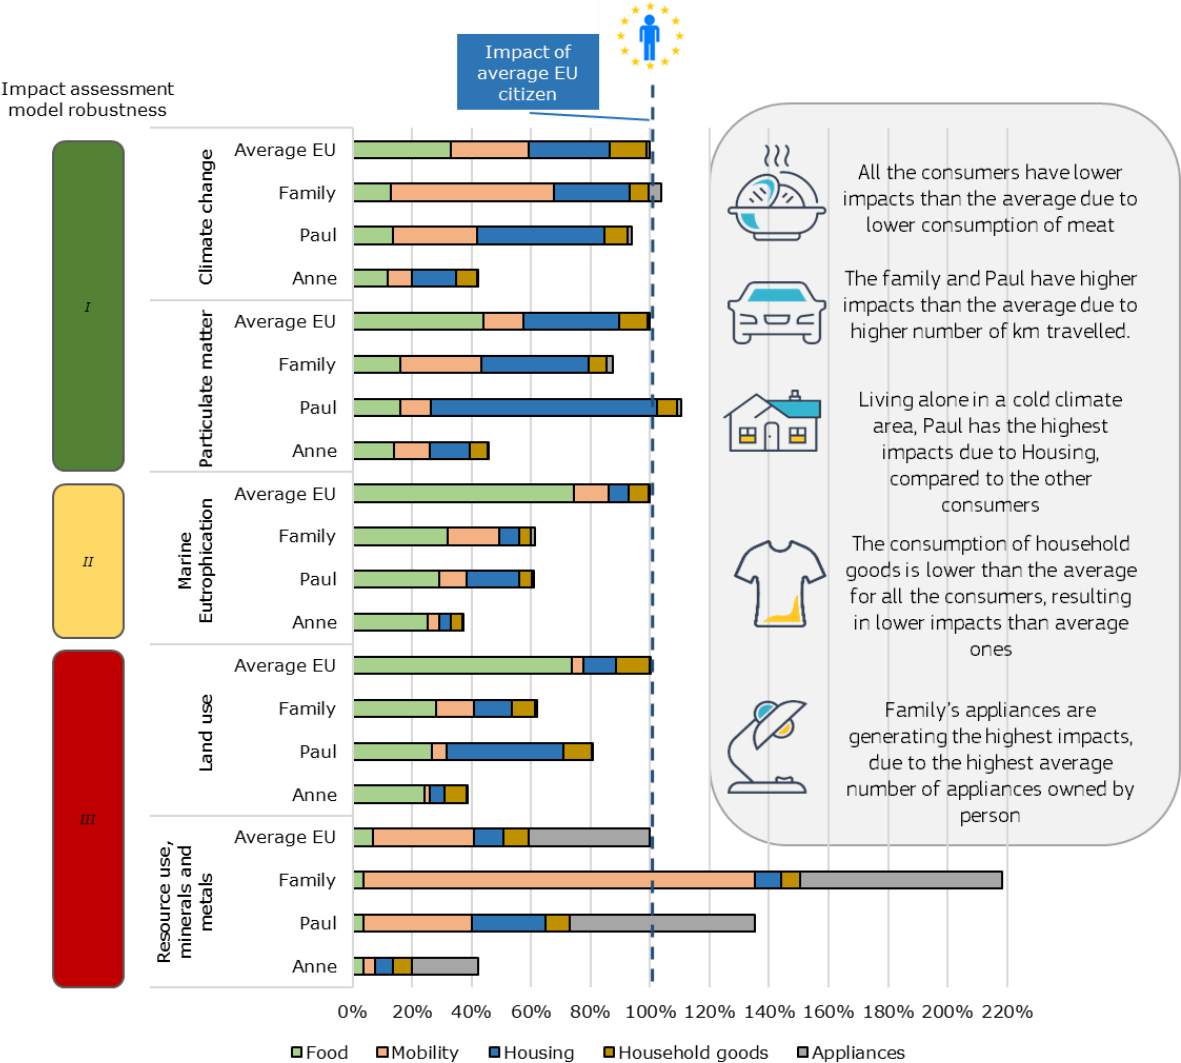 Impact of
average EU
citizen
Impact assessment
model robustness
I
II
III
Climate change
Average EU
Family
Paul
Anne
Particulate matter
Average EU
Family
Paul
Anne
Marine
Eutrophication
Average EU
Family
Paul
Anne
Land use
Average EU
Family
Paul
Anne
Resource use,
minerals and
metals
Average EU
Family
Paul
Anne
0% 20% 40% 60% 80% 100% 120% 140% 160% 180% 200% 220%
Food Mobility Housing Household goods Appliances
All the consumers have lower
impacts than the average due to
lower consumption of meat
The family and Paul have higher
impacts than the average due to
higher number of km travelled.
Living alone in a cold climate
area, Paul has the highest
impacts due to Housing,
compared to the other
consumers
The consumption of household
goods is lower than the average
for all the consumers, resulting
in lower impacts than average
ones
Family's appliances are
generating the highest impacts,
due to the highest average
number of appliances owned by
person